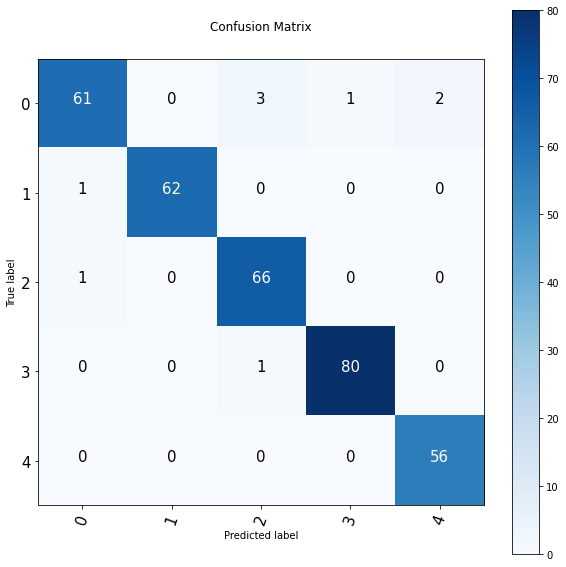 Confusion Matrix
0 61 0 3 1 2
1 1 62 0 0 0
2 1 0 66 0 0
3 0 0 1 80 0
4 0 0 0 0 56
0 1 2 3 4
True label
Predicted label
80
70
60
50
40
30
20
10
0